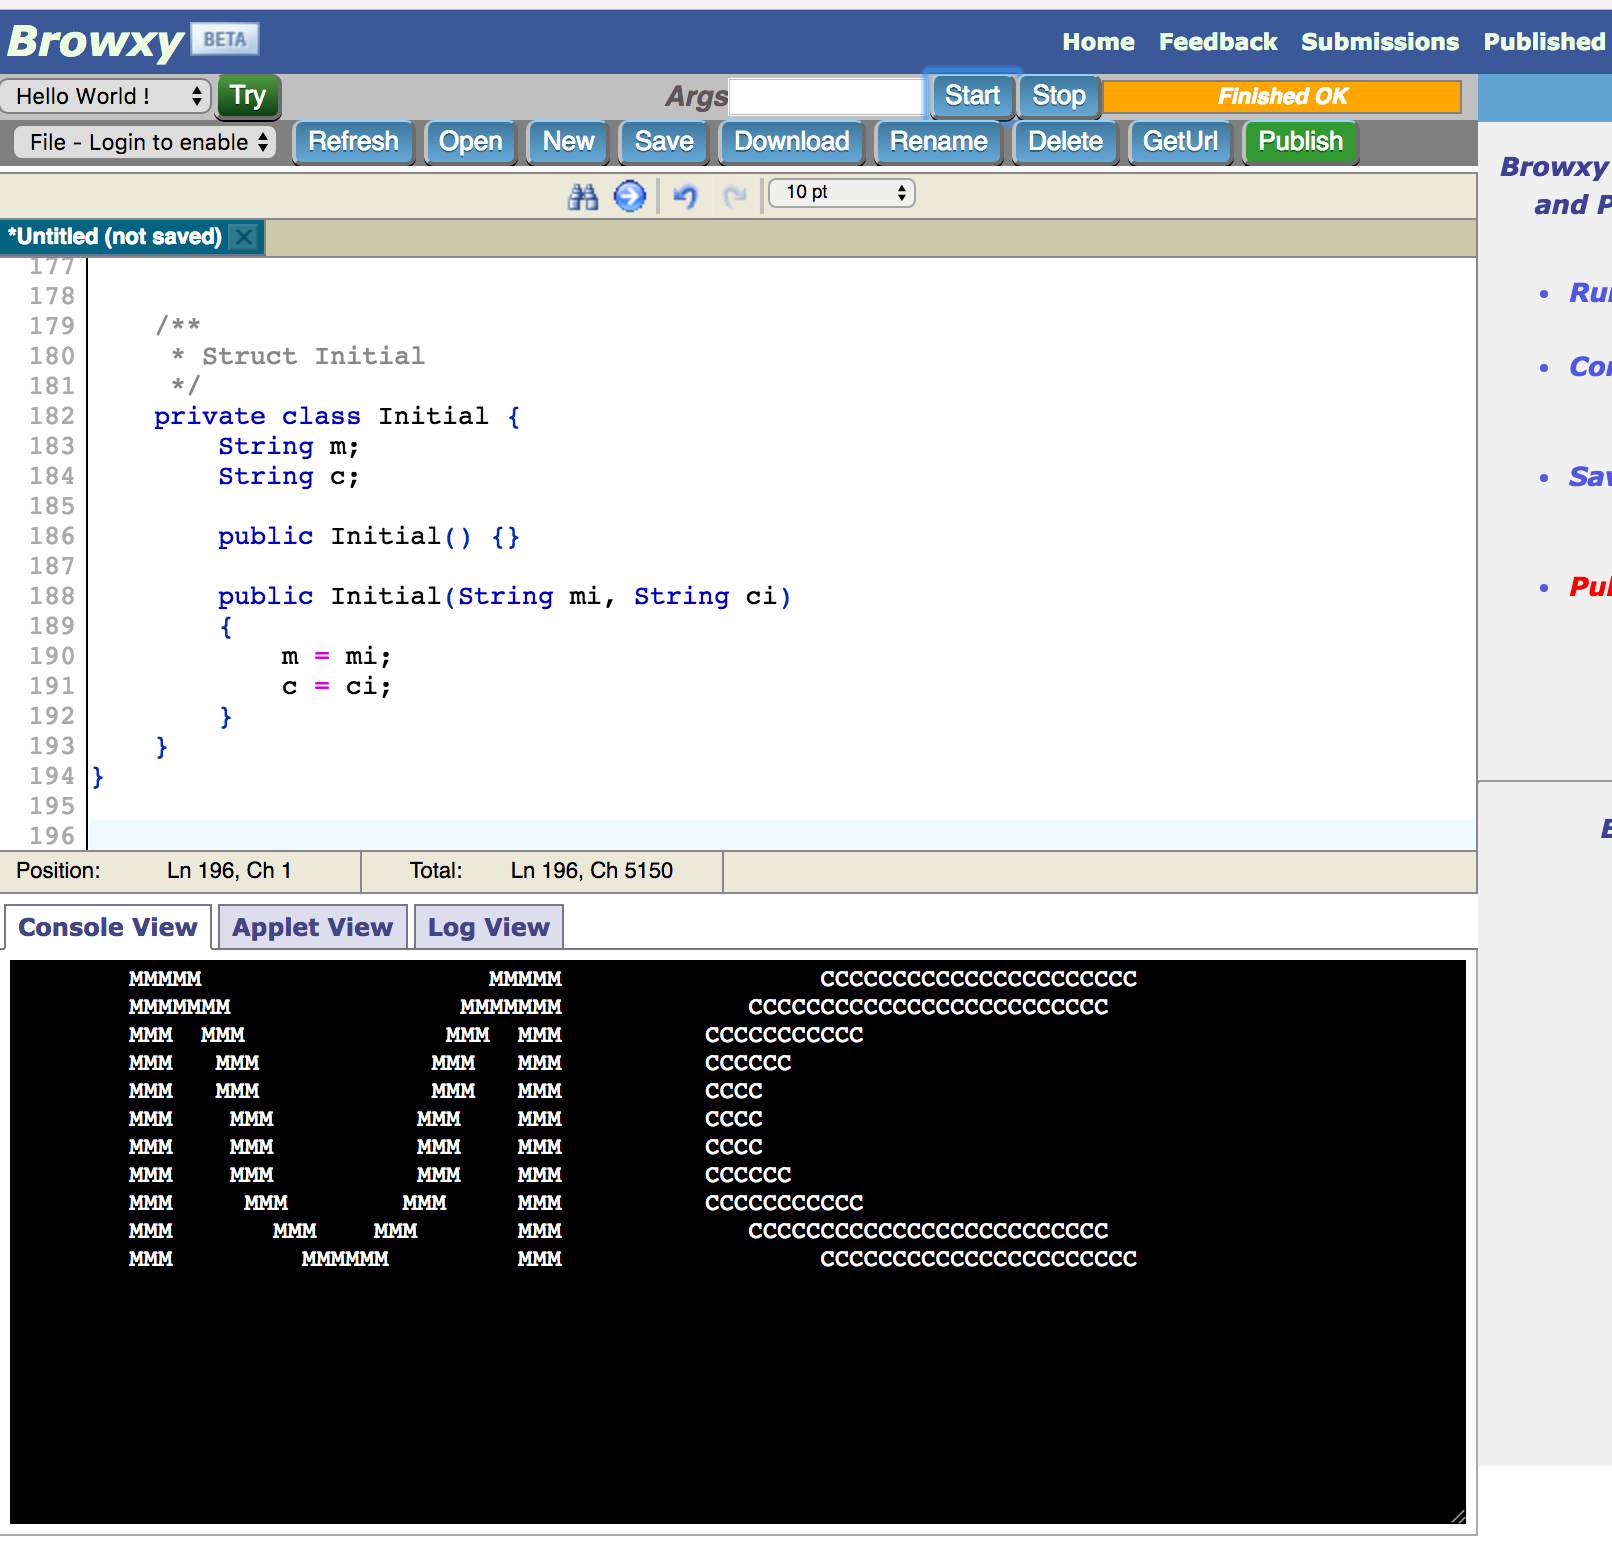 Browxy BETA Home Feedback Submissions Published
Hello World ! Try Args Start Stop Finished OK
File - Login to enable Refresh Open New Save Download Rename Delete GetUrl Publish
Browxy
and P
10 pt
*Untitled (not saved)
177
178
179 /**
180 * Struct Initial
181 */
182 private class Initial {
183 String m;
184 String c;
185
186 public Initial() {}
187
188 public Initial(String mi, String ci)
189 {
190 m = mi;
191 c = ci;
192 }
193 }
194 }
195
196
Position: Ln 196, Ch 1 Total: Ln 196, Ch 5150
Console View Applet View Log View
MMMMM                    MMMMM                  CCCCCCCCCCCCCCCCCCCCCC
MMMMMMM                MMMMMMM             CCCCCCCCCCCCCCCCCCCCCCCCC
MMM  MMM              MMM  MMM          CCCCCCCCCCC
MMM   MMM            MMM   MMM          CCCCCC
MMM   MMM            MMM   MMM          CCCC
MMM    MMM          MMM    MMM          CCCC
MMM    MMM          MMM    MMM          CCCC
MMM    MMM          MMM    MMM          CCCCCC
MMM     MMM        MMM     MMM          CCCCCCCCCCC
MMM       MMM    MMM       MMM             CCCCCCCCCCCCCCCCCCCCCCCCC
MMM         MMMMMM         MMM                  CCCCCCCCCCCCCCCCCCCCCC